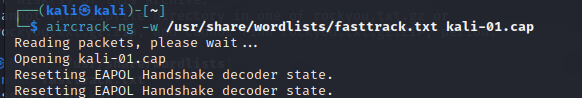 ┌──(kali㉿kali)-[~]
└─$ aircrack-ng -w /usr/share/wordlists/fasttrack.txt kali-01.cap
Reading packets, please wait...
Opening kali-01.cap
Resetting EAPOL Handshake decoder state.
Resetting EAPOL Handshake decoder state.